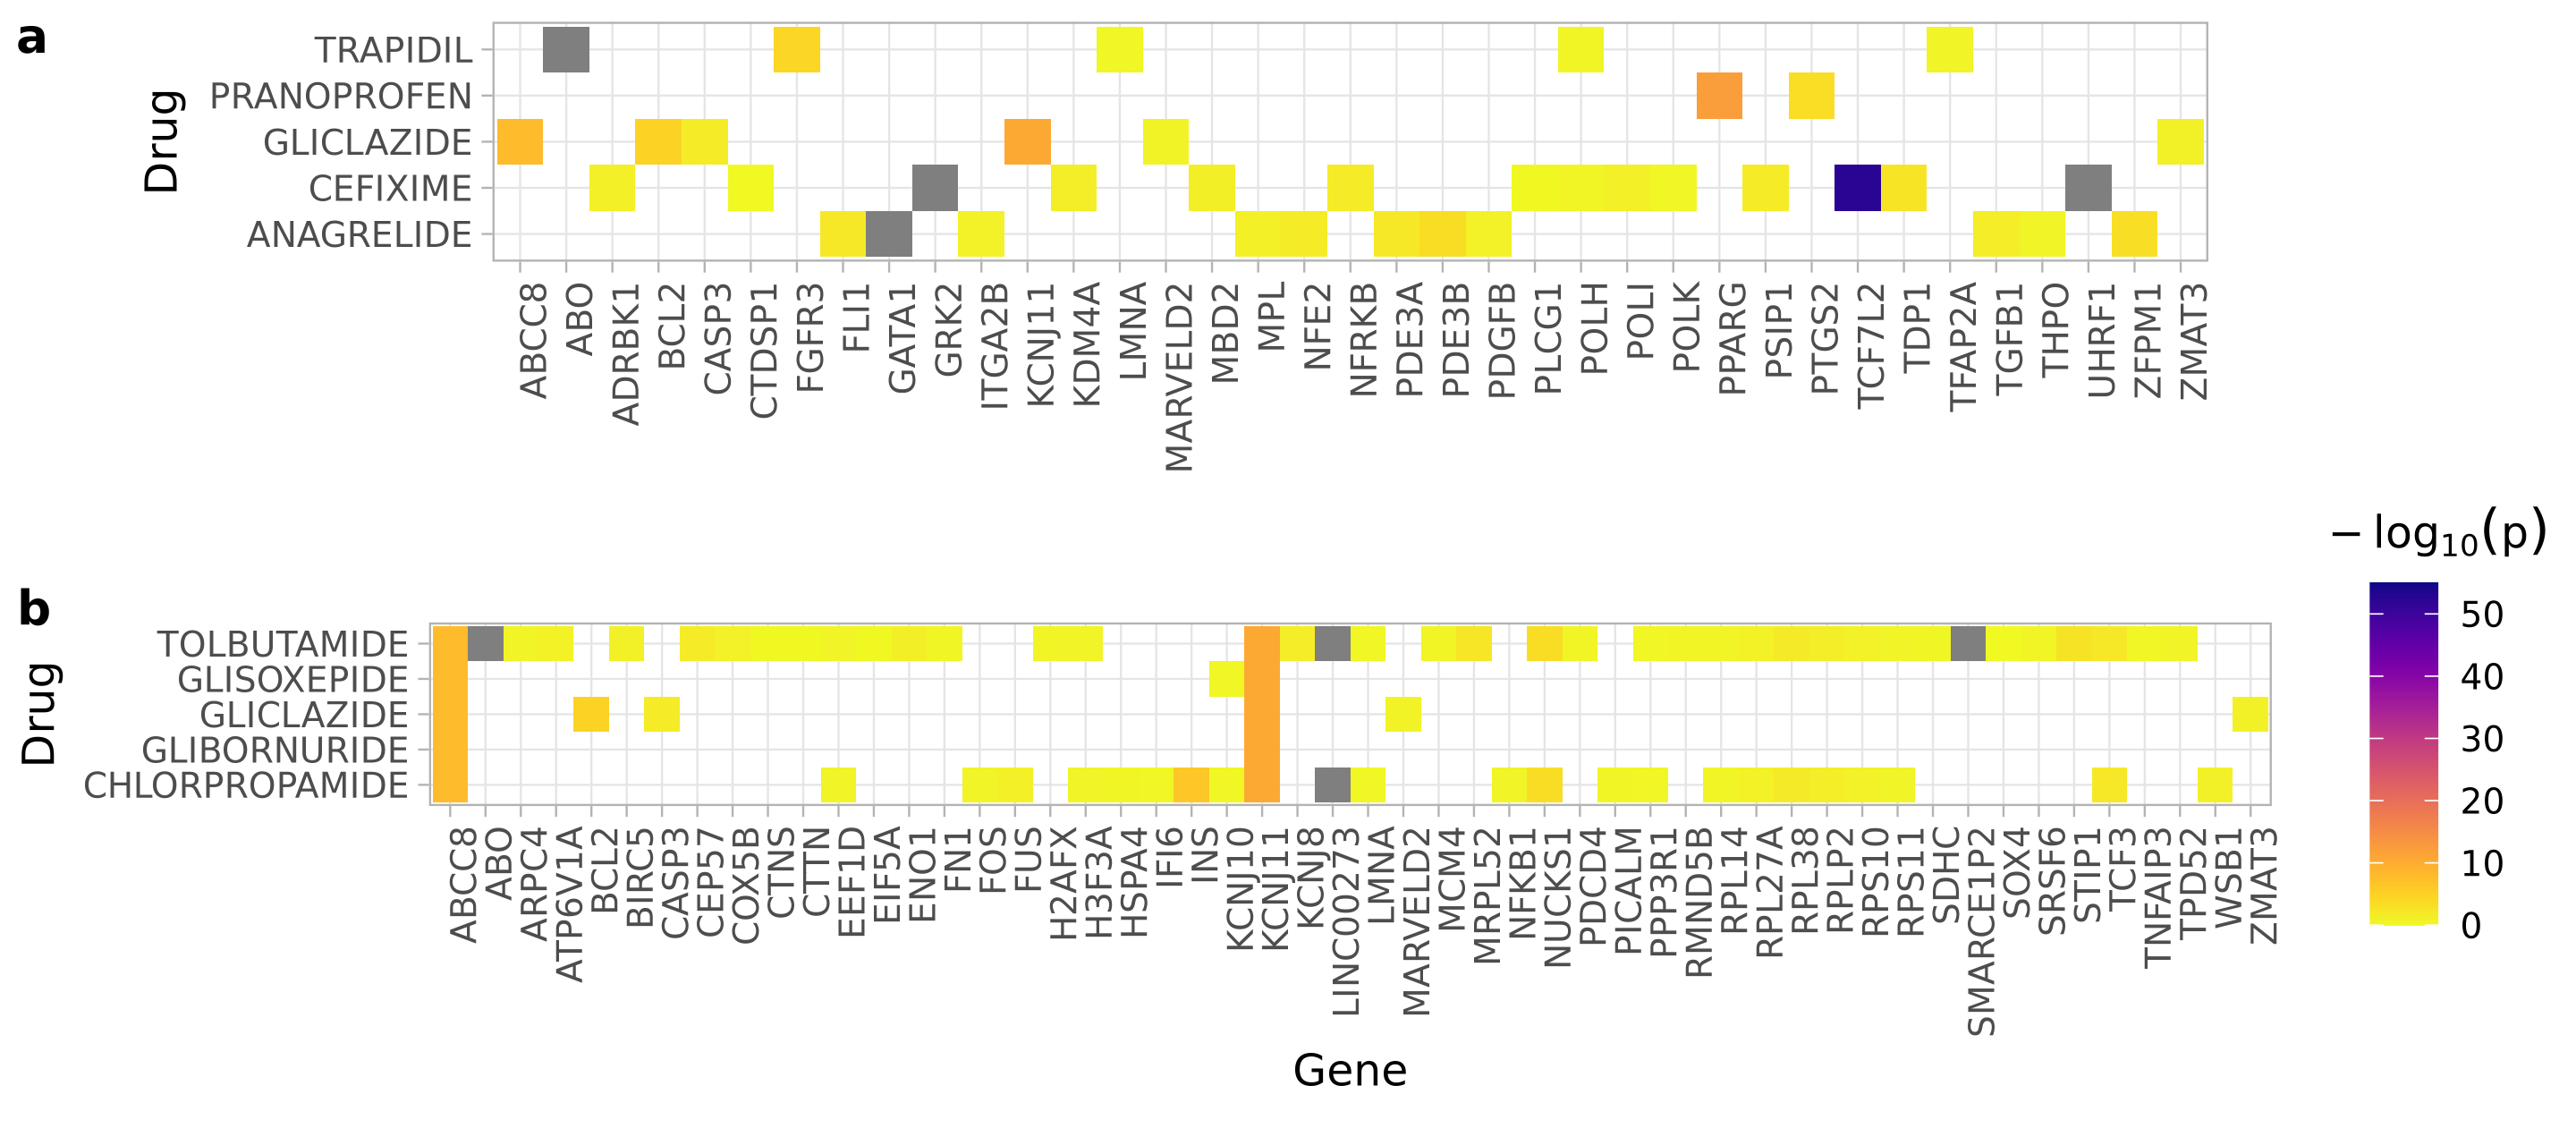 a
Drug
TRAPIDIL
PRANOPROFEN
GLICLAZIDE
CEFIXIME
ANAGRELIDE
ABCC8
ABO
ADRBK1
BCL2
CASP3
CTDSP1
FGFR3
FLI1
GATA1
GRK2
ITGA2B
KCNJ11
KDM4A
LMNA
MARVELD2
MBD2
MPL
NFE2
NFRKB
PDE3A
PDE3B
PDGFB
PLCG1
POLH
POLI
POLK
PPARG
PSIP1
PTGS2
TCF7L2
TDP1
TFAP2A
TGFB1
THPO
UHRF1
ZFPM1
ZMAT3
− log₁₀(p)
50
40
30
20
10
0
b
Drug
TOLBUTAMIDE
GLISOXEPIDE
GLICLAZIDE
GLIBORNURIDE
CHLORPROPAMIDE
ABCC8
ABO
ARPC4
ATP6V1A
BCL2
BIRC5
CASP3
CEP57
COX5B
CTNS
CTTN
EEF1D
EIF5A
ENO1
FN1
FOS
FUS
H2AFX
H3F3A
HSPA4
IFI6
INS
KCNJ10
KCNJ11
KCNJ8
LINC00273
LMNA
MARVELD2
MCM4
MRPL52
NFKB1
NUCKS1
PDCD4
PICALM
PPP3R1
RMND5B
RPL14
RPL27A
RPL38
RPLP2
RPS10
RPS11
SDHC
SMARCE1P2
SOX4
SRSF6
STIP1
TCF3
TNFAIP3
TPD52
WSB1
ZMAT3
Gene